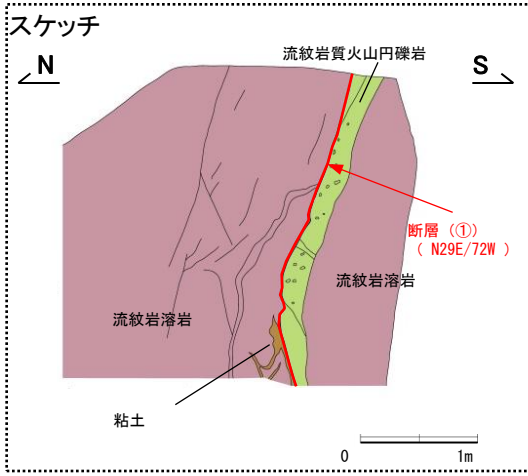 スケッチ
N
S
流紋岩質火山円礫岩
断層（①）
（ N29E/72W ）
流紋岩溶岩
流紋岩溶岩
粘土
0 1m